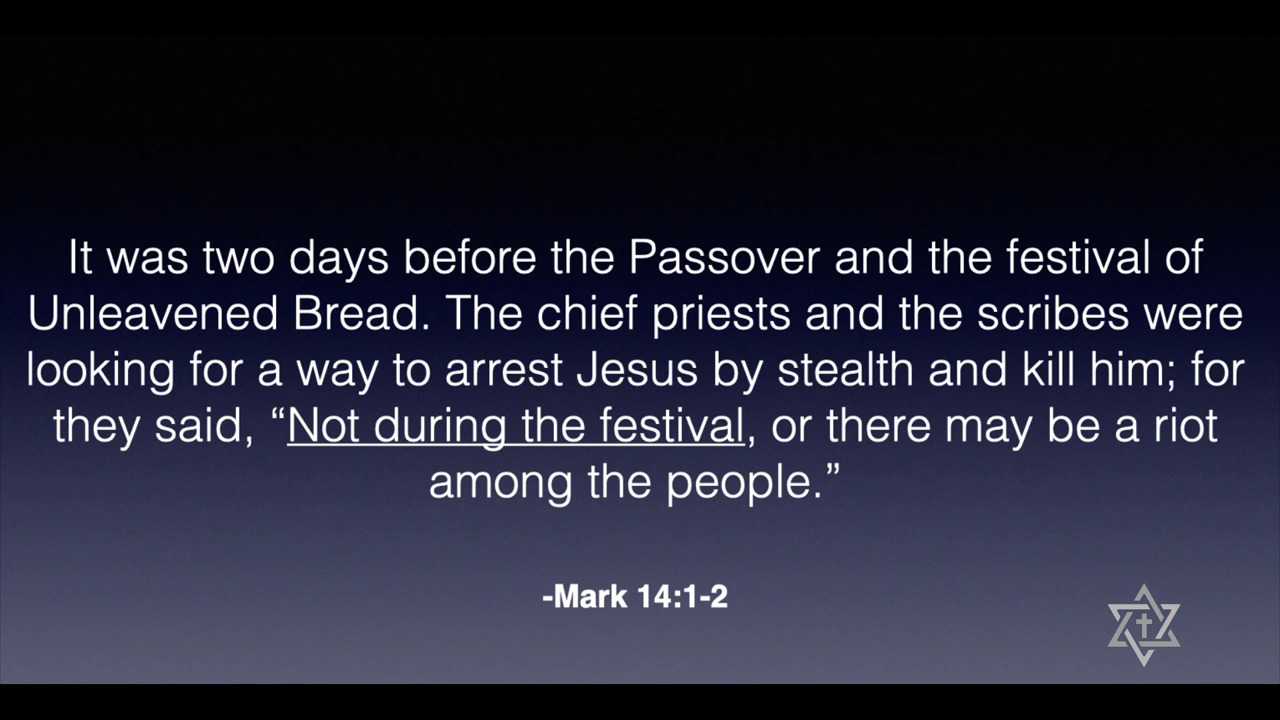 It was two days before the Passover and the festival of
Unleavened Bread. The chief priests and the scribes were
looking for a way to arrest Jesus by stealth and kill him; for
they said, “Not during the festival, or there may be a riot
among the people.”
-Mark 14:1-2